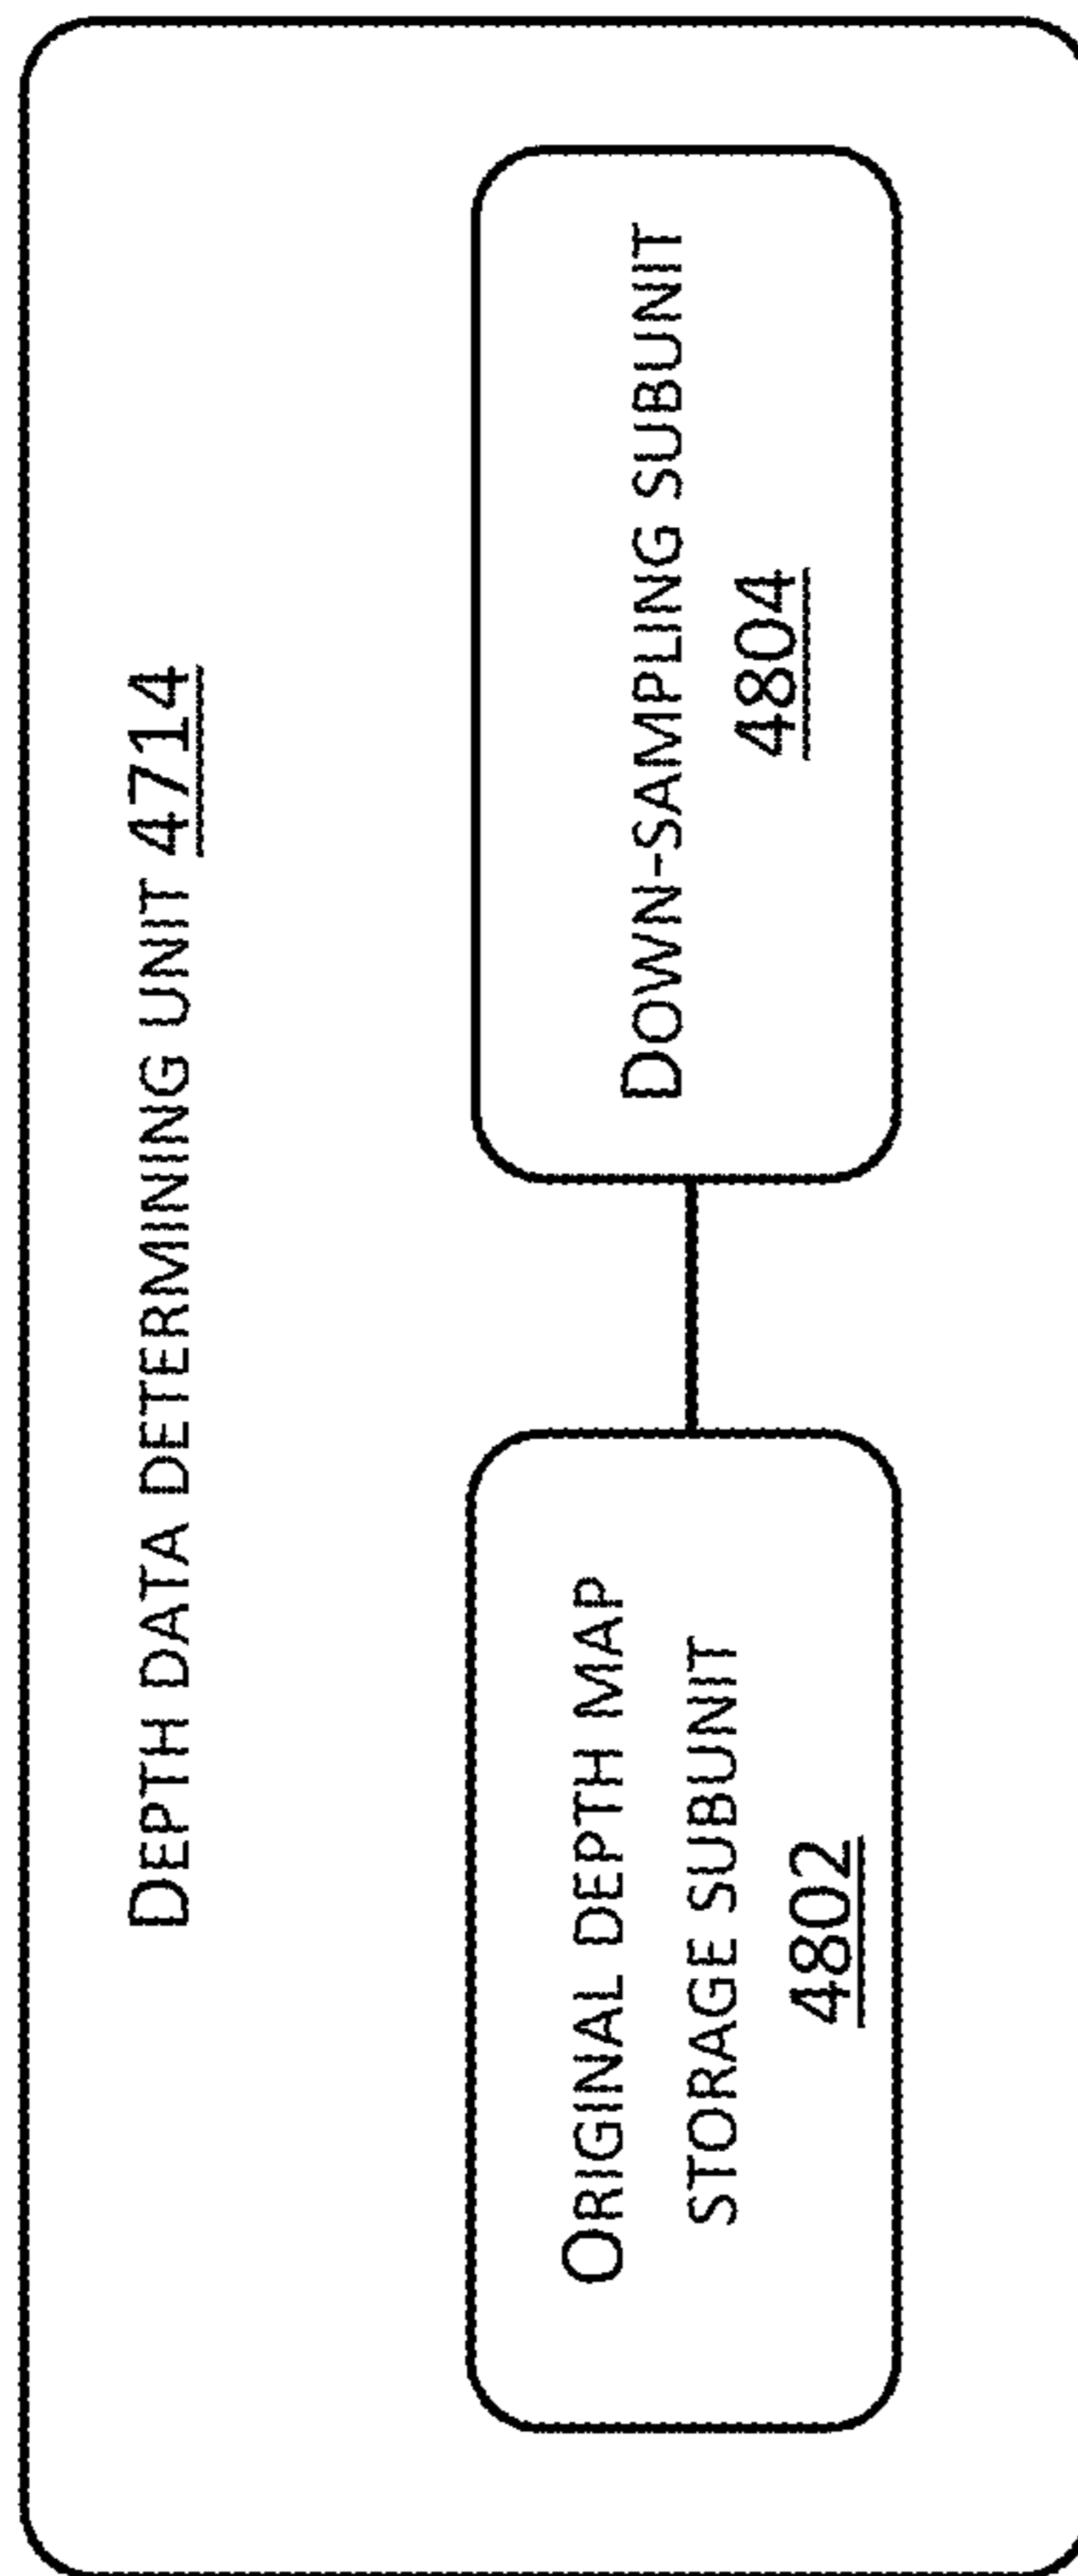 DEPTH DATA DETERMINING UNIT 4714
ORIGINAL DEPTH MAP
STORAGE SUBUNIT
4802
DOWN-SAMPLING SUBUNIT
4804